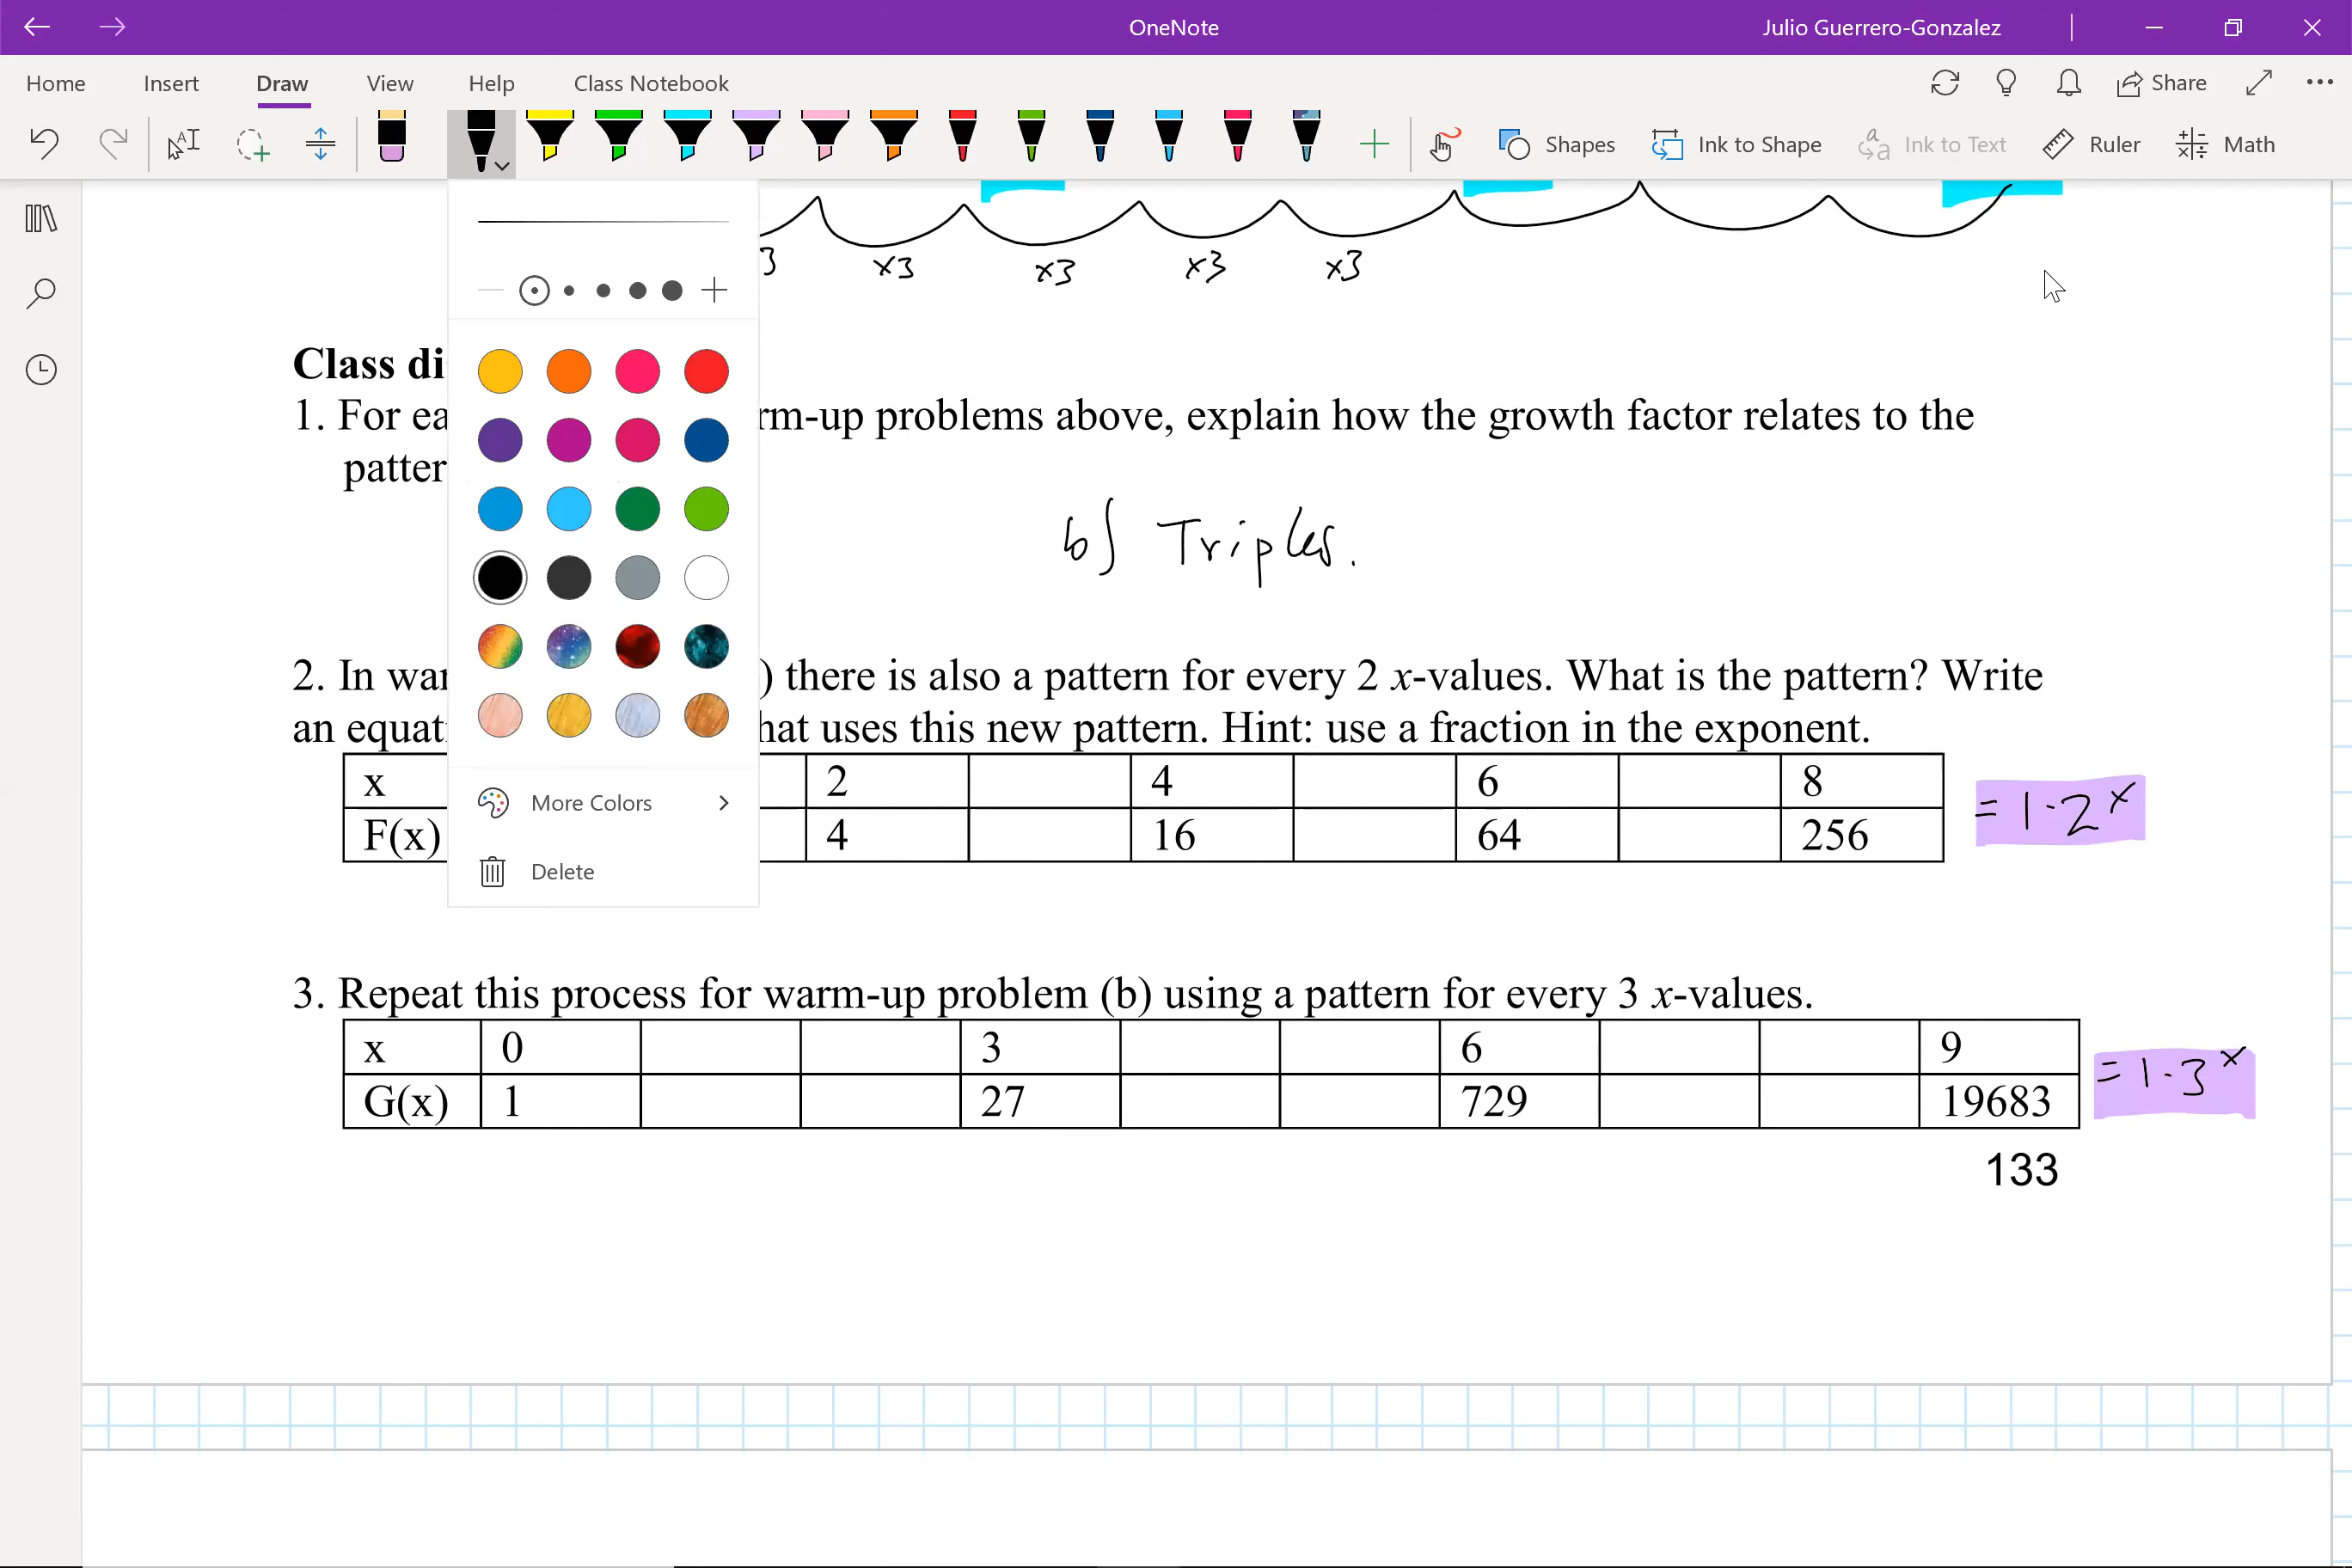 OneNote
Julio Guerrero-Gonzalez
Home Insert Draw View Help Class Notebook
Share
Shapes Ink to Shape Ink to Text Ruler Math
3 x3 x3 x3 x3
Class di
1. For ea rm-up problems above, explain how the growth factor relates to the
patter
b) Triples.
2. In war ) there is also a pattern for every 2 x-values. What is the pattern? Write
an equati hat uses this new pattern. Hint: use a fraction in the exponent.
x 2 4 6 8
F(x) 4 16 64 256
= 1·2^x
More Colors
Delete
3. Repeat this process for warm-up problem (b) using a pattern for every 3 x-values.
x 0 3 6 9
G(x) 1 27 729 19683
= 1·3^x
133